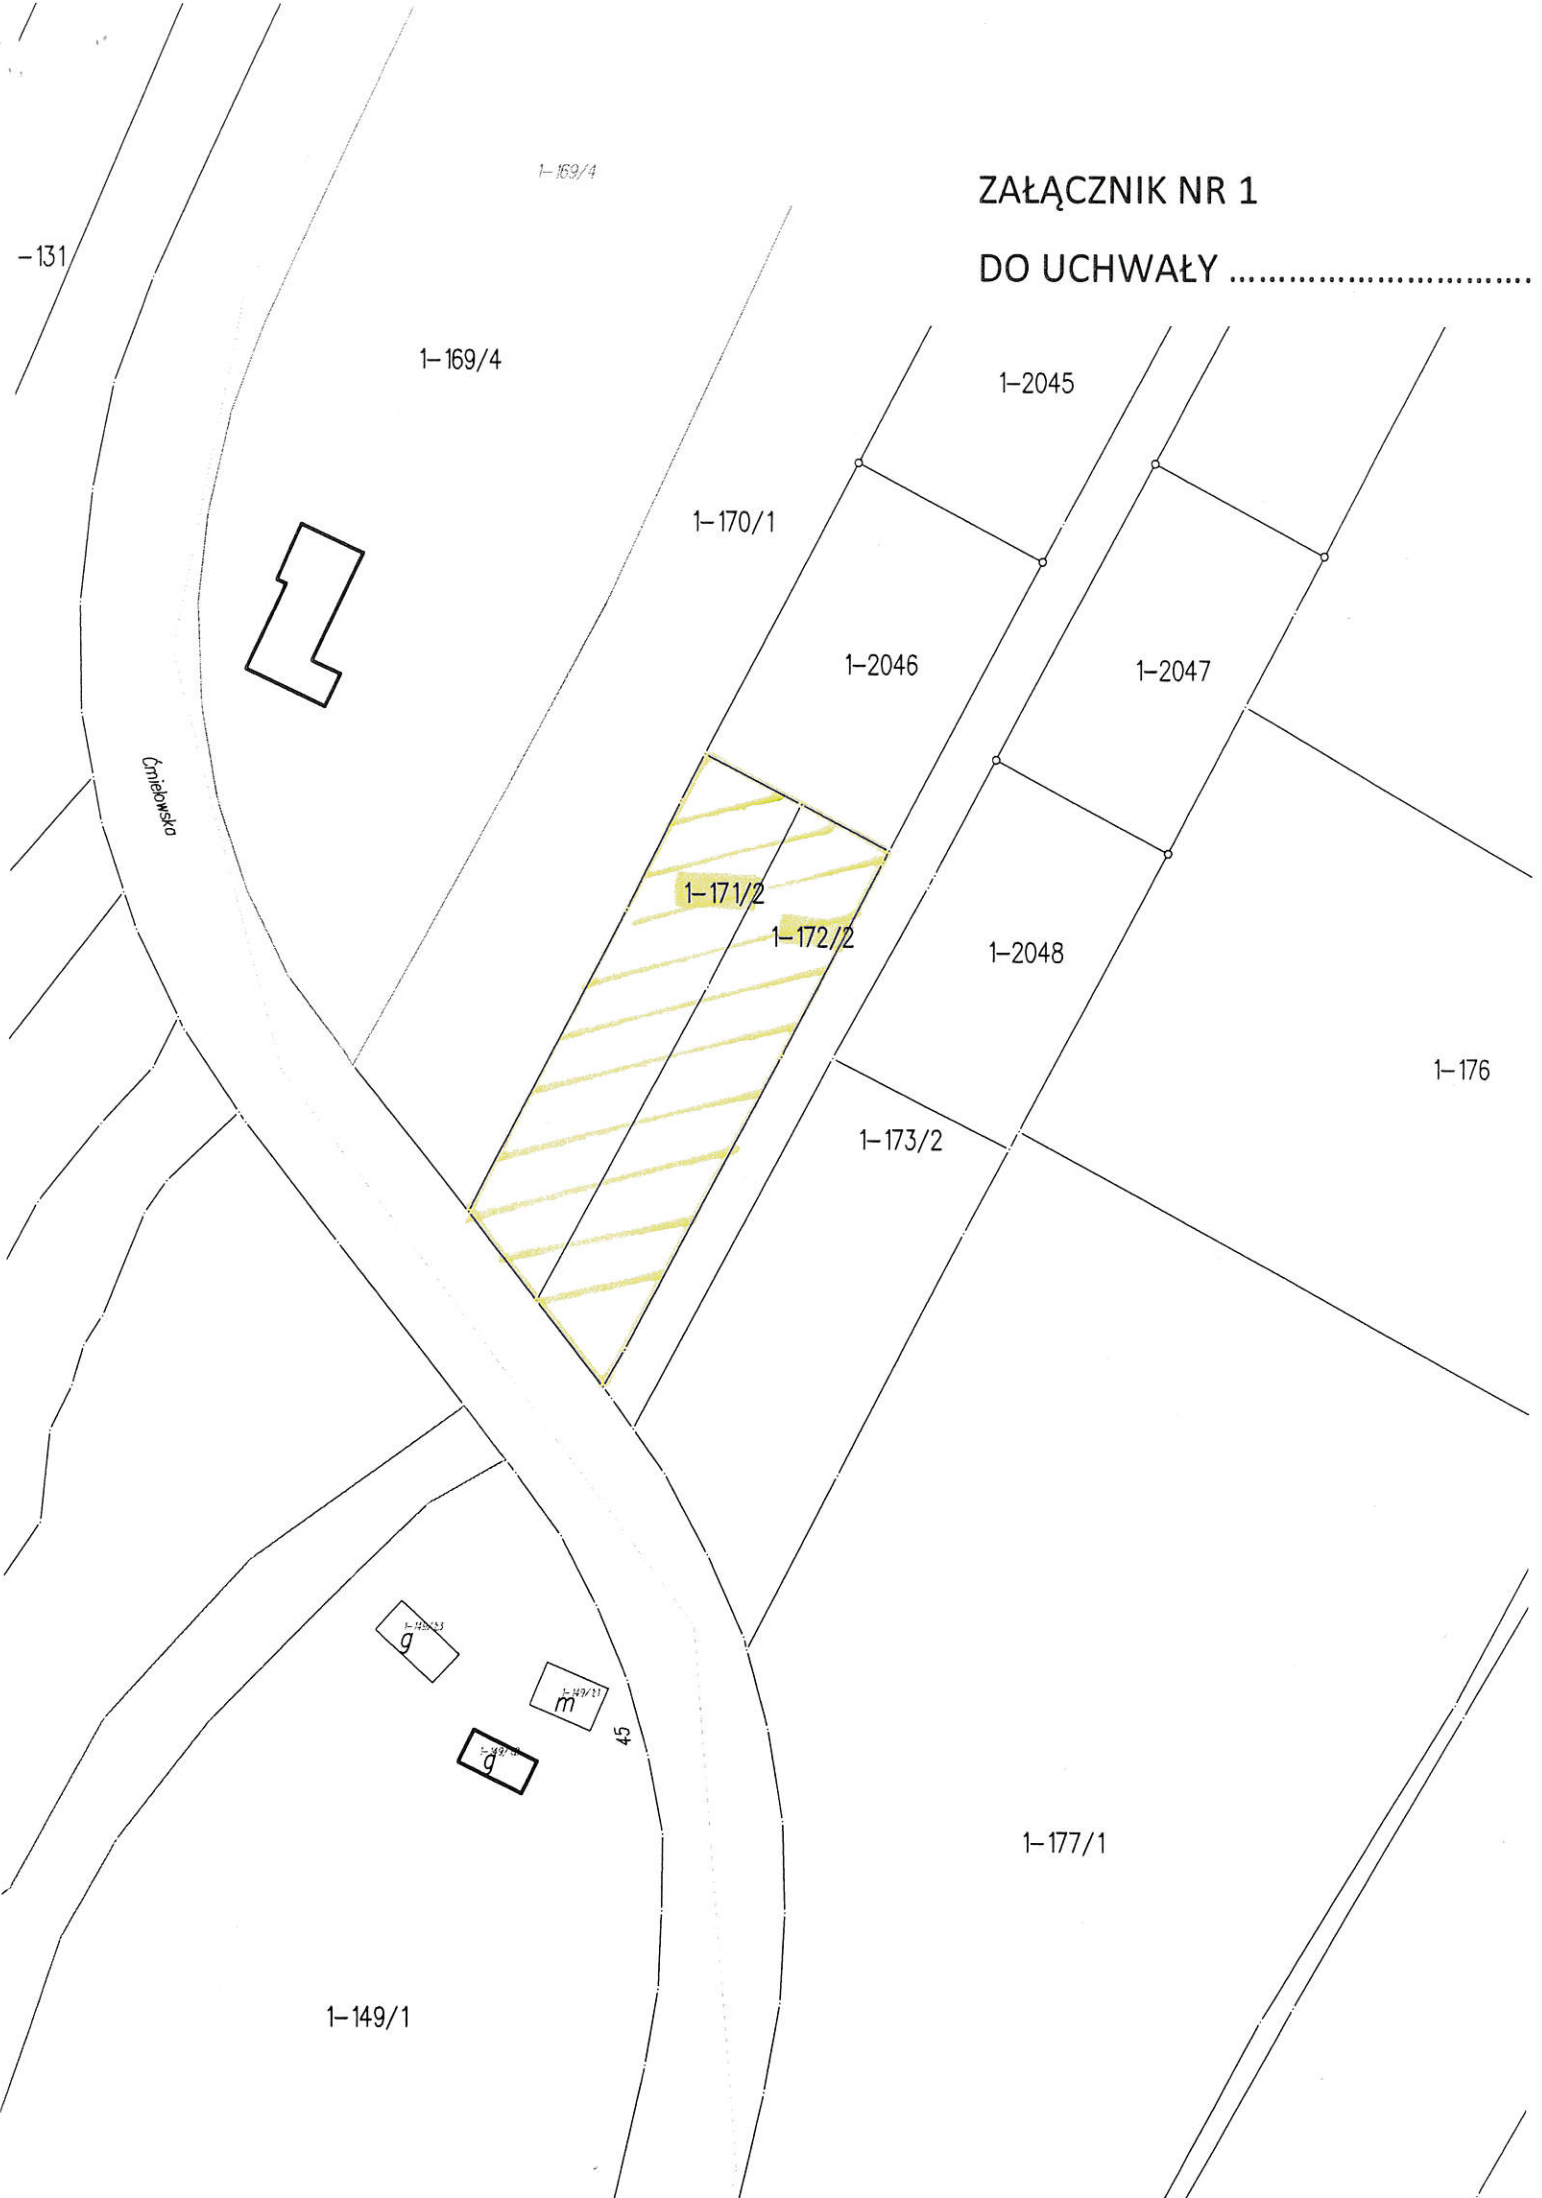 1-169/4
ZAŁĄCZNIK NR 1
-131
DO UCHWAŁY ..................................
1-169/4
1-2045
1-170/1
1-2046
1-2047
Ćmielowska
1-171/2
1-172/2
1-2048
1-176
1-173/2
g
m
45
g
1-177/1
1-149/1